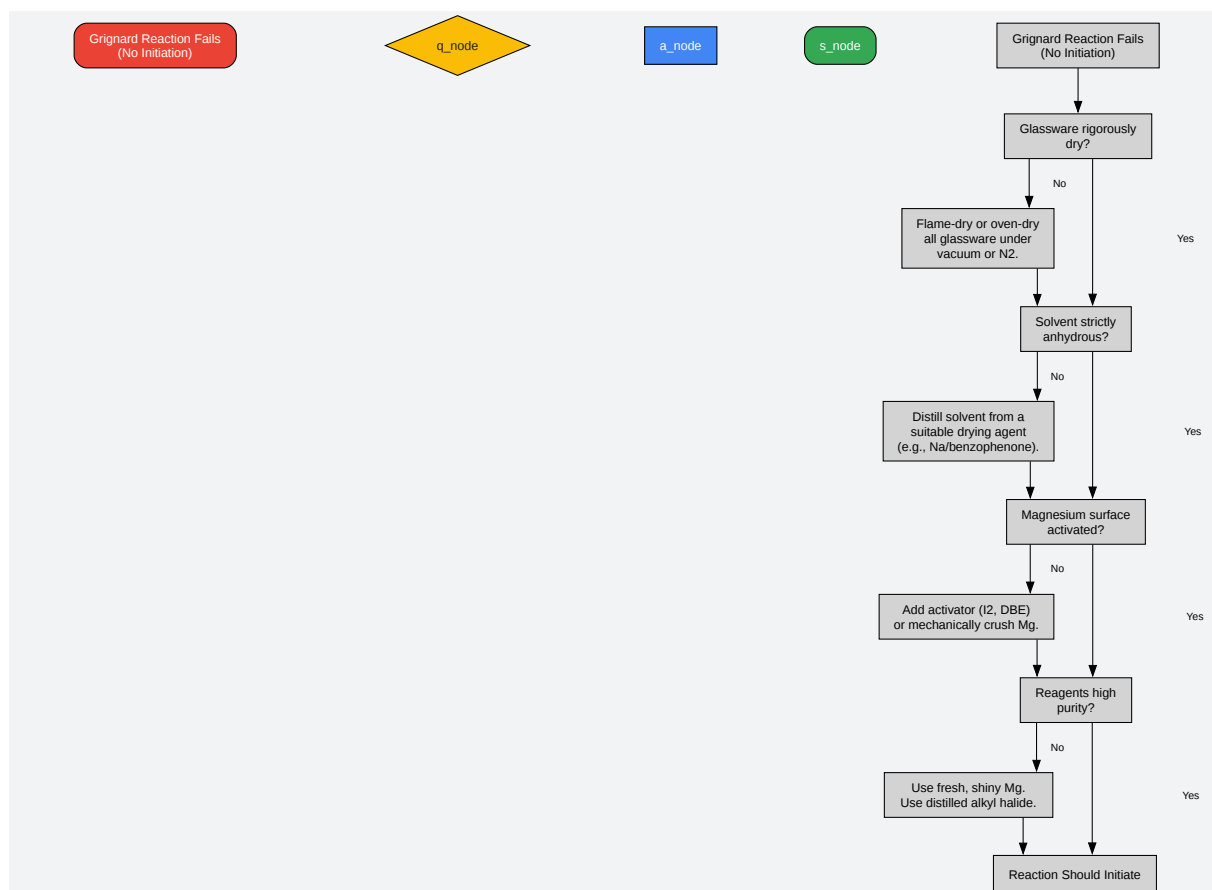 Grignard Reaction Fails
(No Initiation)
q_node
a_node
s_node
Grignard Reaction Fails
(No Initiation)
Glassware rigorously
dry?
No
Flame-dry or oven-dry
all glassware under
vacuum or N2.
Yes
Solvent strictly
anhydrous?
No
Distill solvent from a
suitable drying agent
(e.g., Na/benzophenone).
Yes
Magnesium surface
activated?
No
Add activator (I2, DBE)
or mechanically crush Mg.
Yes
Reagents high
purity?
No
Use fresh, shiny Mg.
Use distilled alkyl halide.
Yes
Reaction Should Initiate